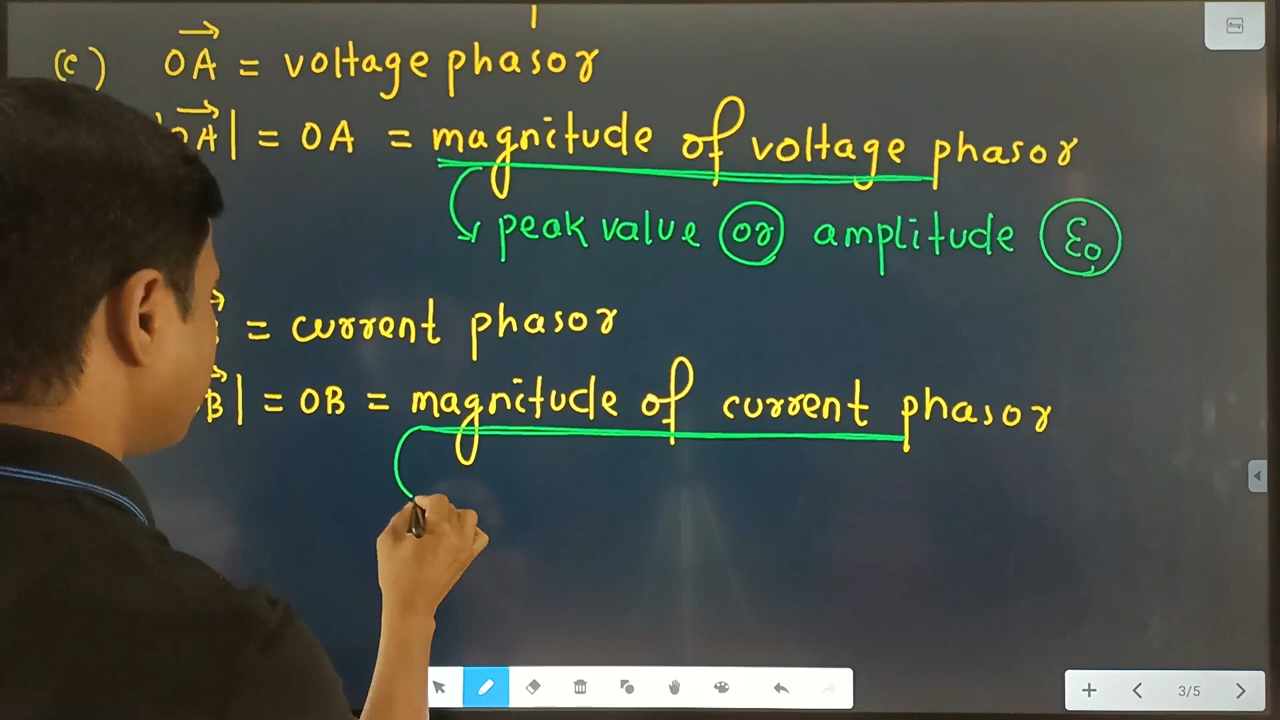 (c) OA = voltage phasor
OA| = OA = magnitude of voltage phasor
peak value or amplitude ε₀
= current phasor
B| = OB = magnitude of current phasor
3/5